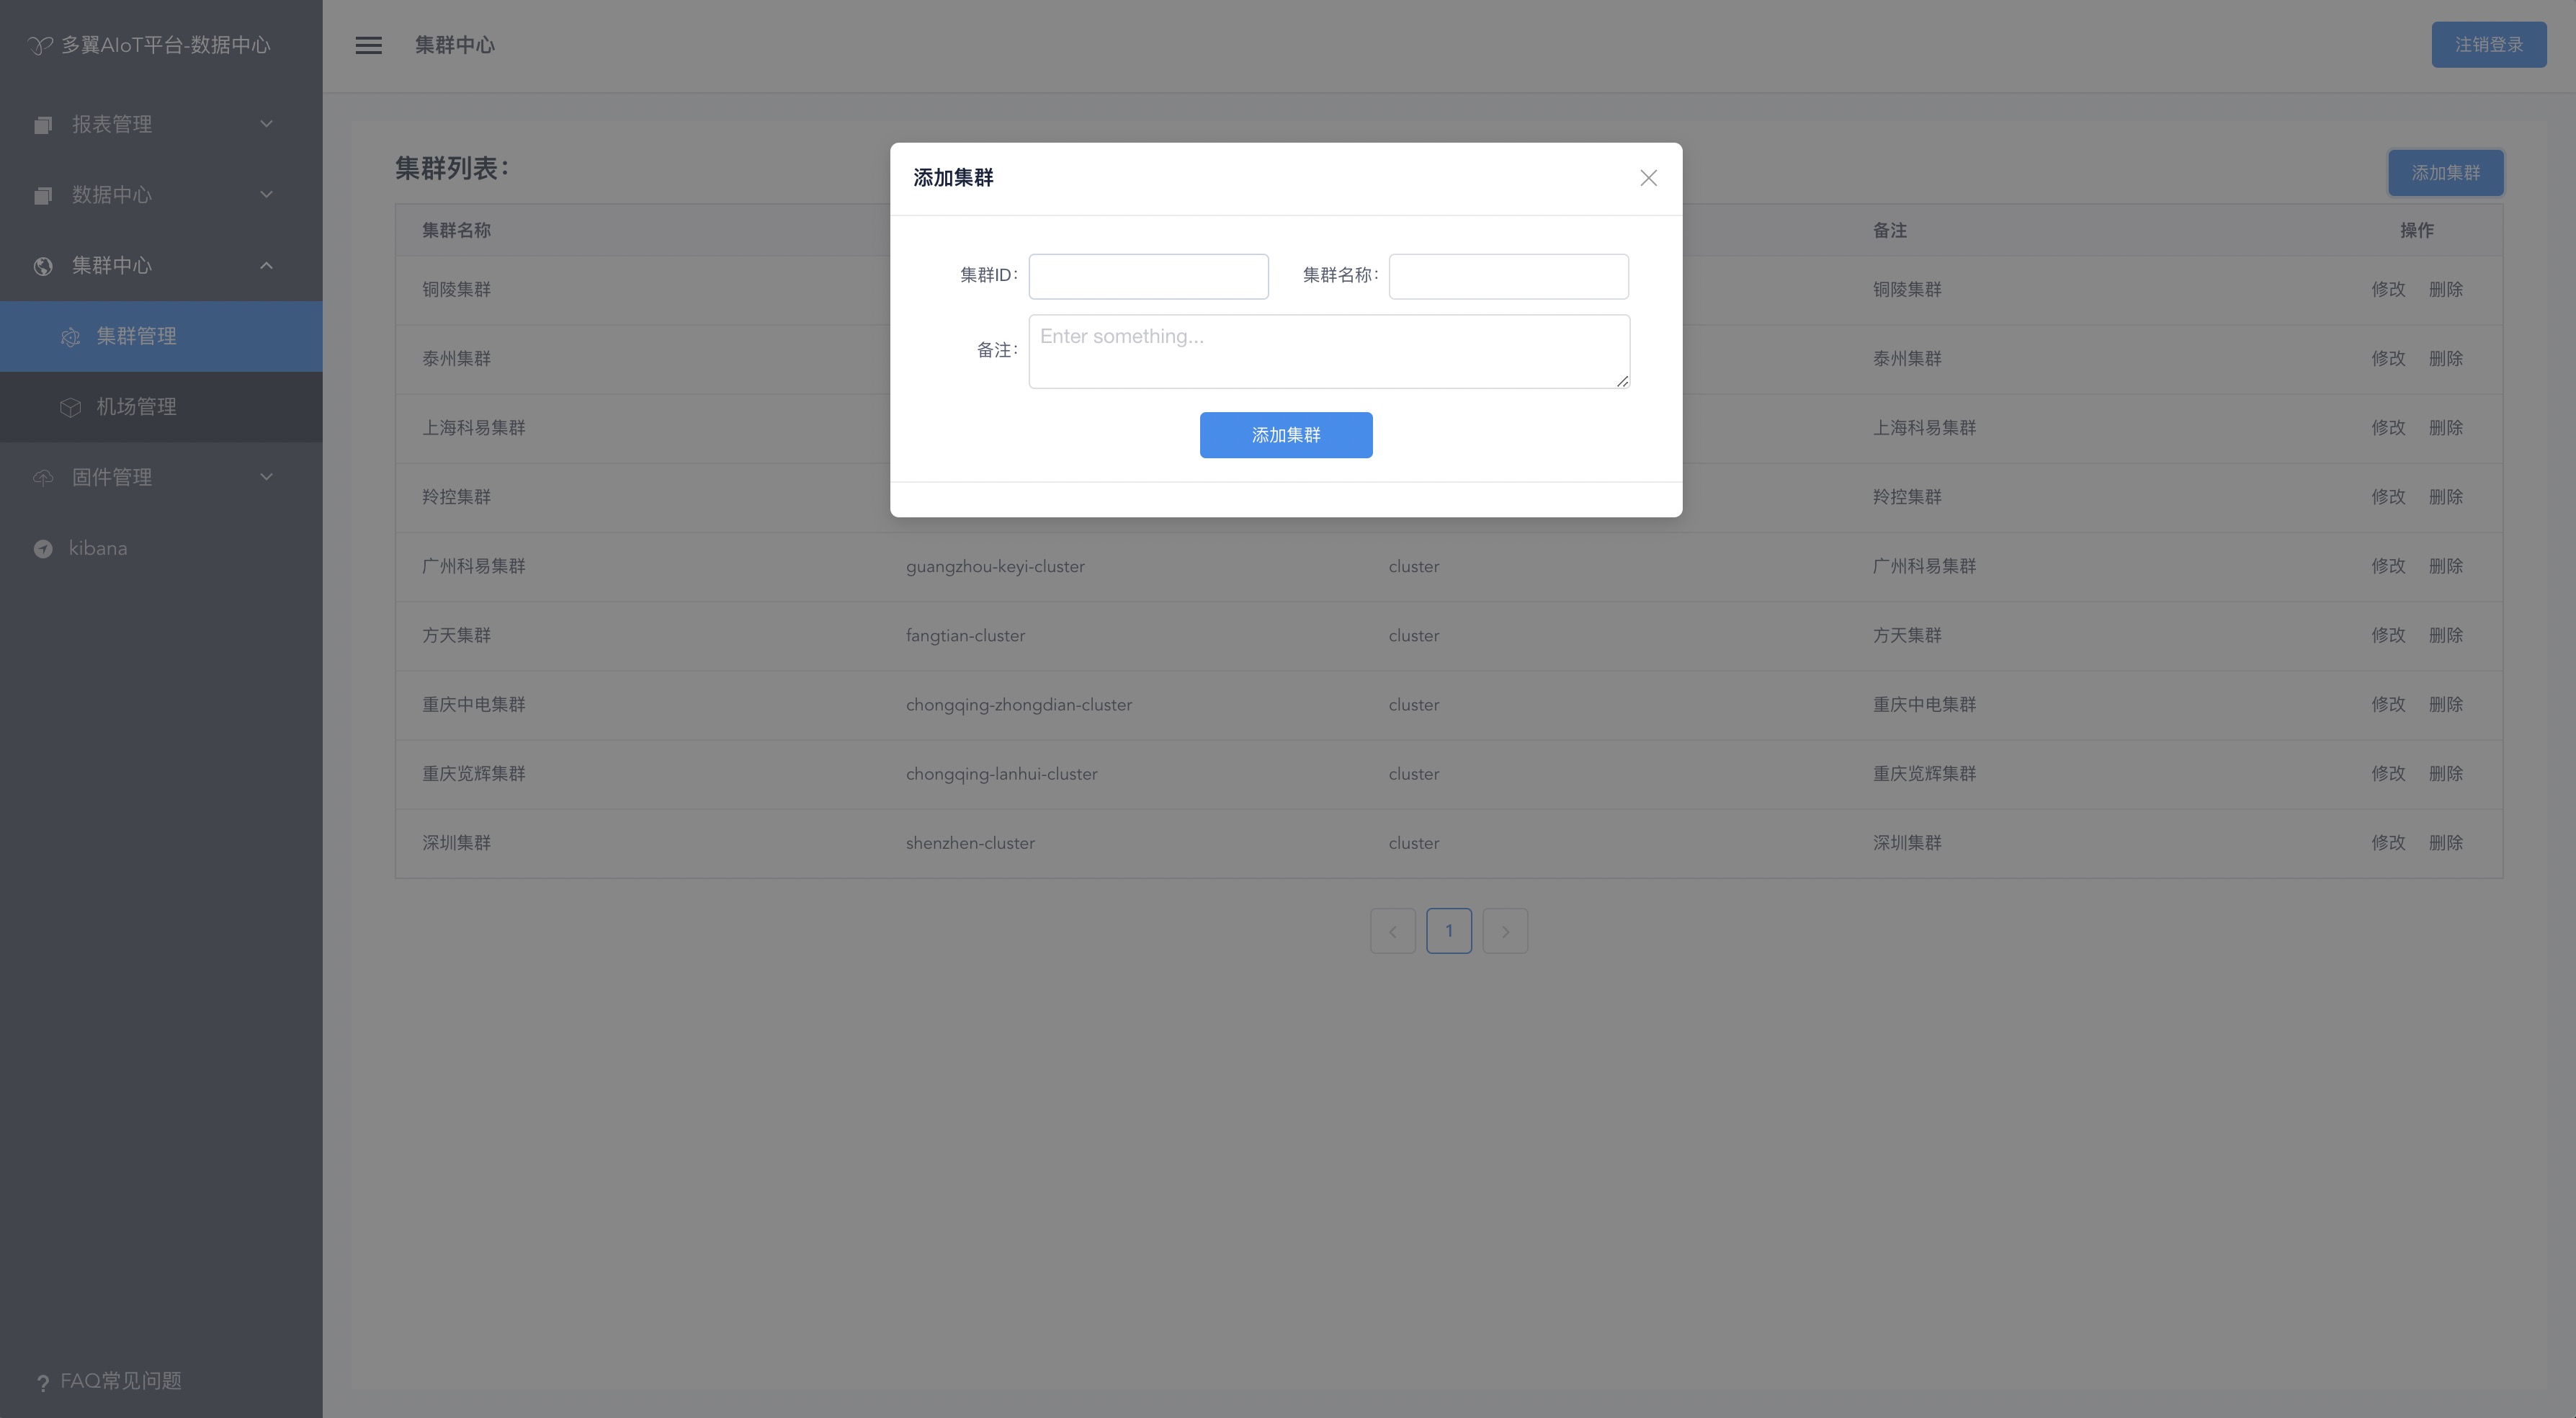 多翼AIoT平台-数据中心
集群中心
注销登录
报表管理
数据中心
集群中心
集群管理
机场管理
固件管理
kibana
FAQ常见问题
集群列表：
添加集群
集群名称 备注 操作
铜陵集群 铜陵集群 修改 删除
泰州集群 泰州集群 修改 删除
上海科易集群 上海科易集群 修改 删除
羚控集群 羚控集群 修改 删除
广州科易集群 guangzhou-keyi-cluster cluster 广州科易集群 修改 删除
方天集群 fangtian-cluster cluster 方天集群 修改 删除
重庆中电集群 chongqing-zhongdian-cluster cluster 重庆中电集群 修改 删除
重庆览辉集群 chongqing-lanhui-cluster cluster 重庆览辉集群 修改 删除
深圳集群 shenzhen-cluster cluster 深圳集群 修改 删除
1
添加集群
集群ID： 集群名称：
备注： Enter something...
添加集群